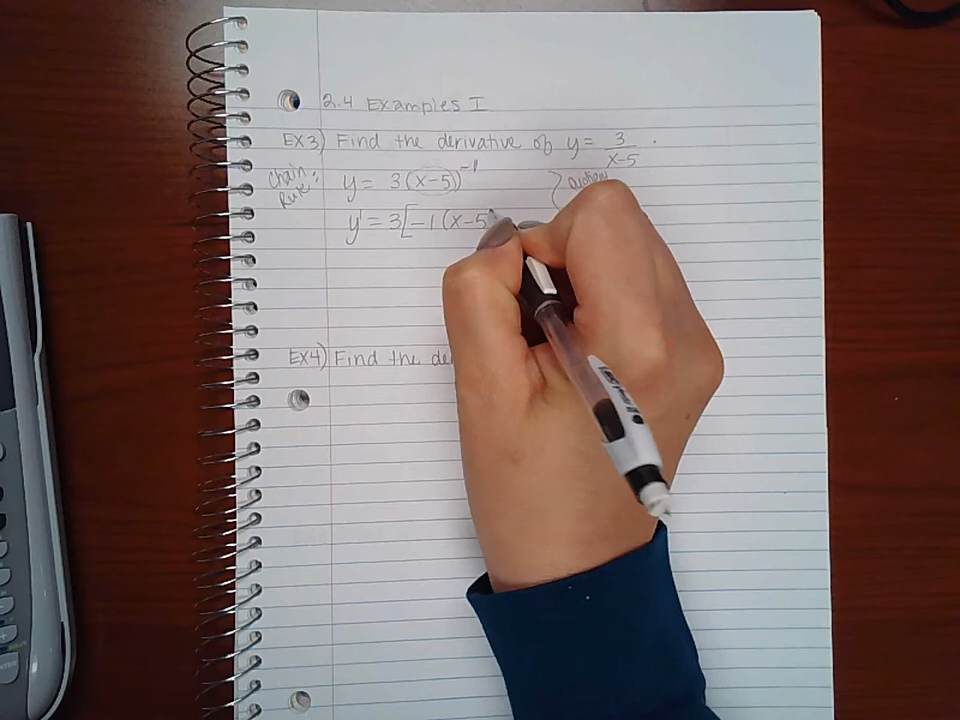 2.4 Examples I
Ex3) Find the derivative of y = 3/(x-5).
Chain Rule: y = 3(x-5)^-1
y' = 3[-1(x-5
Ex4) Find the